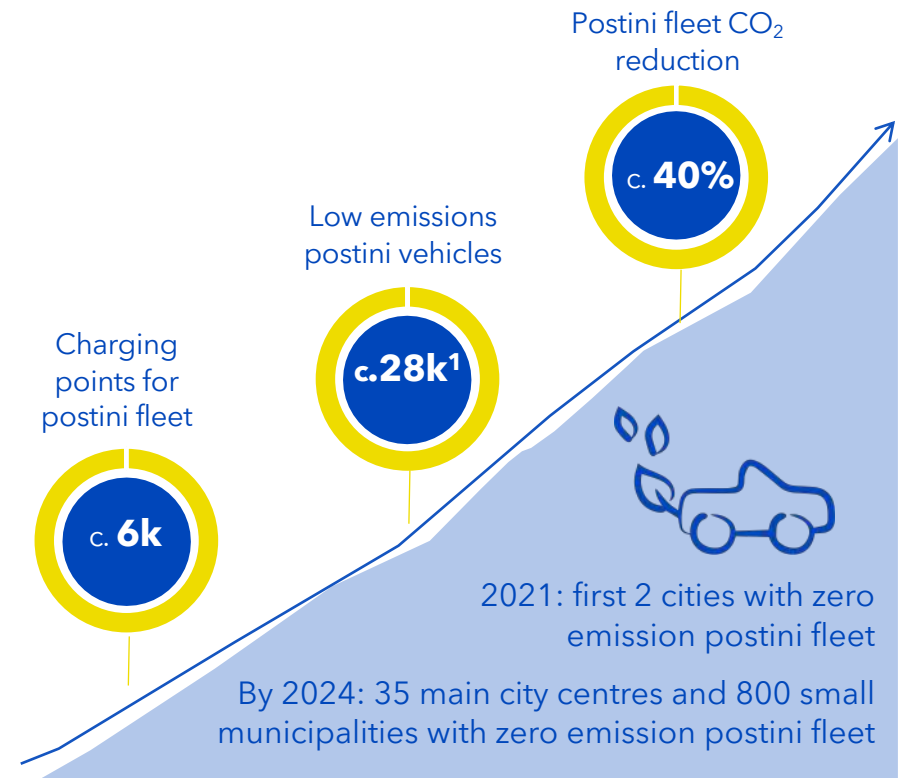 Postini fleet CO₂
reduction
c. 40%
Low emissions
postini vehicles
c.28k¹
Charging
points for
postini fleet
c. 6k
2021: first 2 cities with zero
emission postini fleet
By 2024: 35 main city centres and 800 small
municipalities with zero emission postini fleet